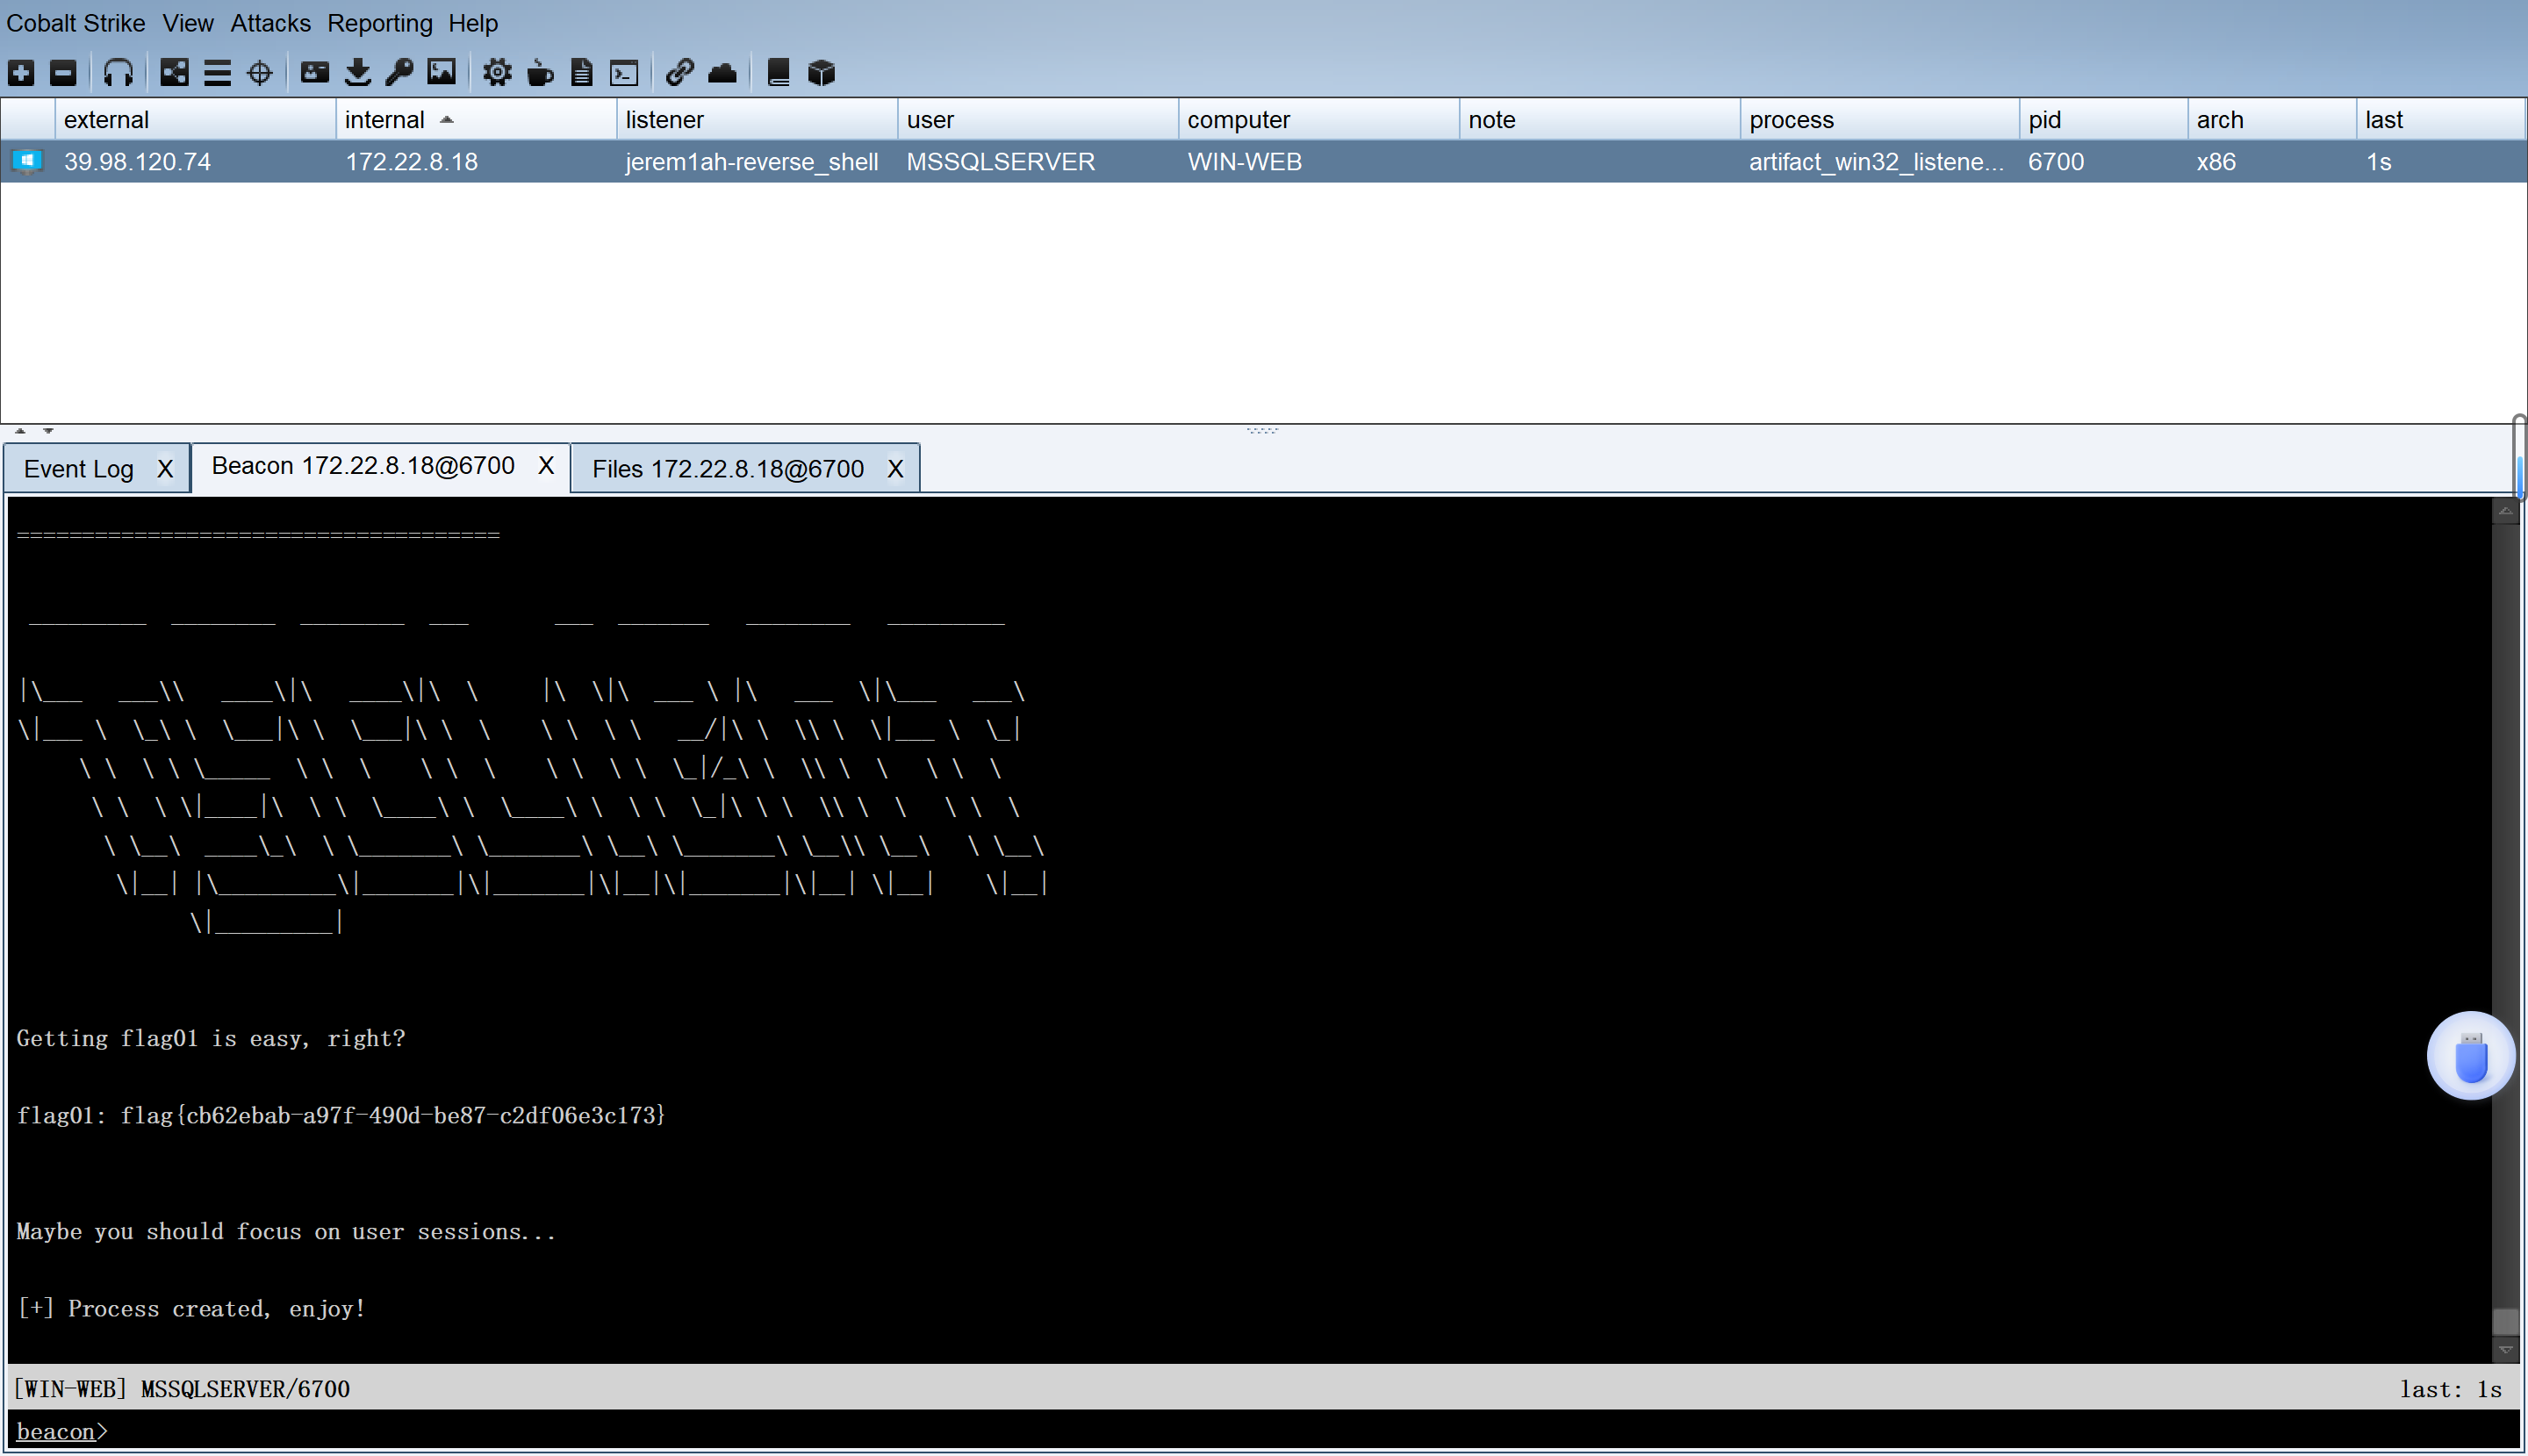 Cobalt Strike View Attacks Reporting Help
external internal listener user computer note process pid arch last
39.98.120.74 172.22.8.18 jerem1ah-reverse_shell MSSQLSERVER WIN-WEB artifact_win32_listene... 6700 x86 1s
Event Log X Beacon 172.22.8.18@6700 X Files 172.22.8.18@6700 X
=====================================
Getting flag01 is easy, right?
flag01: flag{cb62ebab-a97f-490d-be87-c2df06e3c173}
Maybe you should focus on user sessions...
[+] Process created, enjoy!
[WIN-WEB] MSSQLSERVER/6700 last: 1s
beacon>